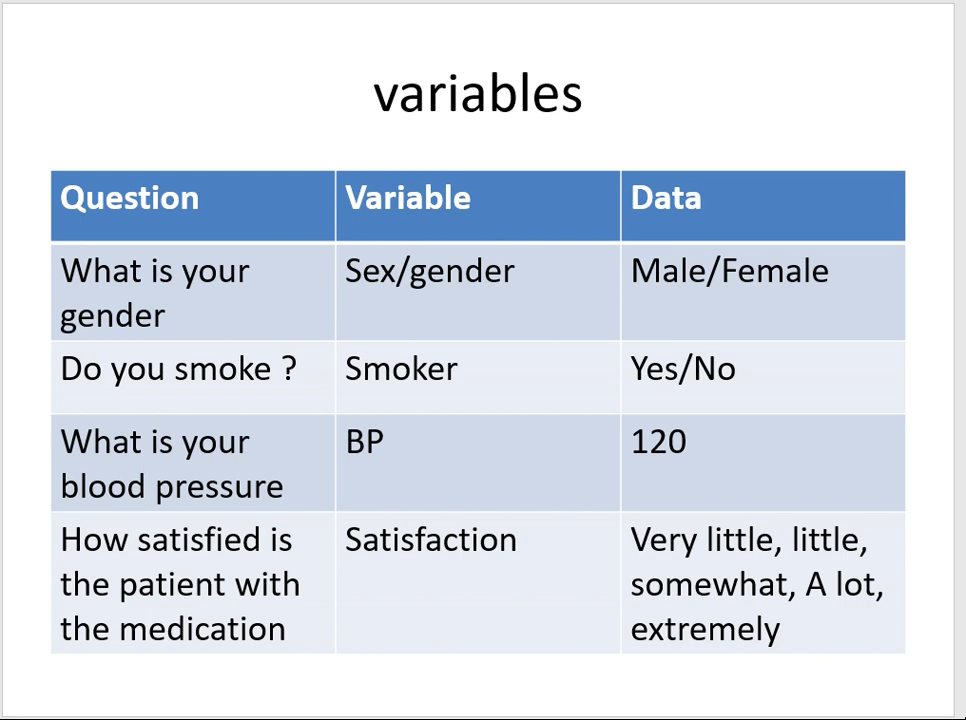 variables
Question Variable Data
What is your gender Sex/gender Male/Female
Do you smoke ? Smoker Yes/No
What is your blood pressure BP 120
How satisfied is the patient with the medication Satisfaction Very little, little, somewhat, A lot, extremely